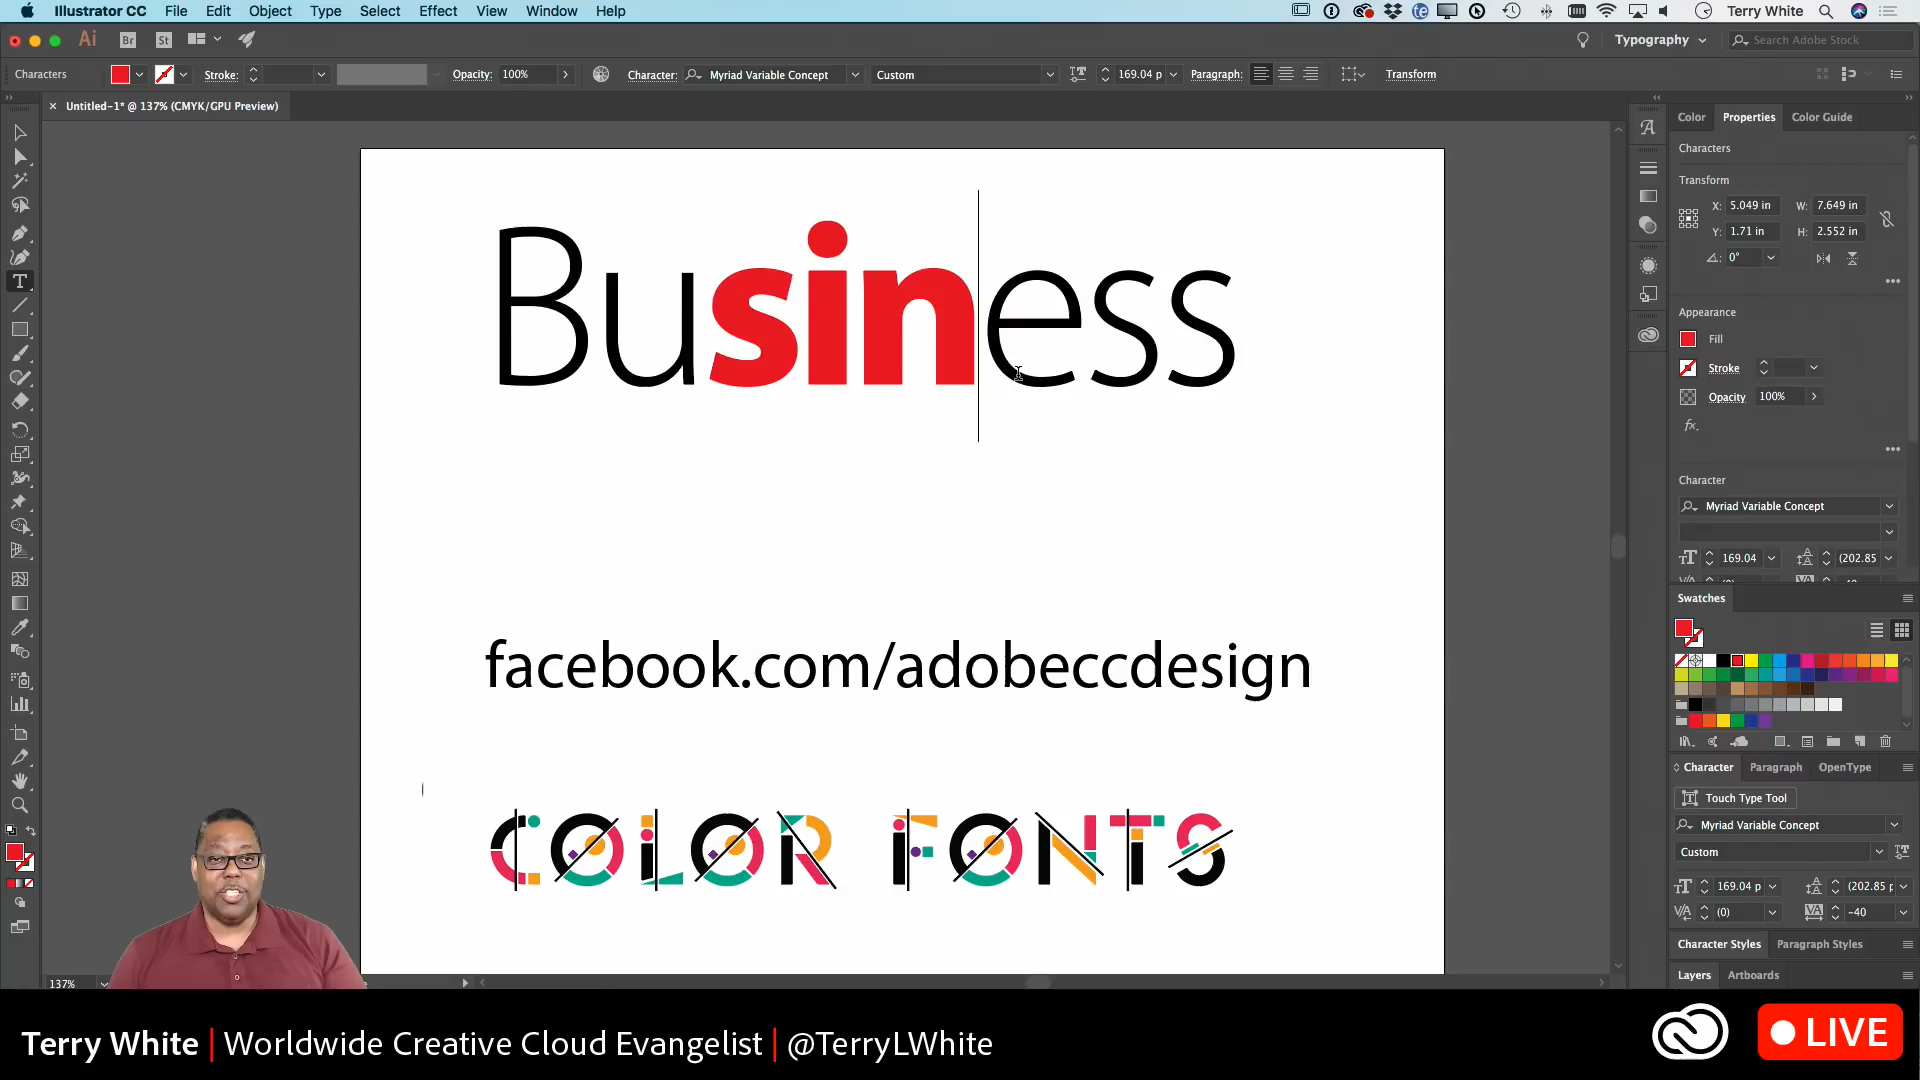 Illustrator CC File Edit Object Type Select Effect View Window Help Terry White
Ai Br St Typography Search Adobe Stock
Characters Stroke: Opacity: 100% Character: Myriad Variable Concept Custom 169.04 p Paragraph: Transform
Untitled-1* @ 137% (CMYK/GPU Preview)
Color Properties Color Guide
Characters
Transform
X: 5.049 in W: 7.649 in
Y: 1.71 in H: 2.552 in
0°
Appearance
Fill
Stroke
Opacity 100%
fx.
Character
Myriad Variable Concept
169.04 (202.85
Business
facebook.com/adobeccdesign
COLOR FONTS
Swatches
Character Paragraph OpenType
Touch Type Tool
Myriad Variable Concept
Custom
169.04 p (202.85 p
(0) -40
Character Styles Paragraph Styles
Layers Artboards
137%
Terry White | Worldwide Creative Cloud Evangelist | @TerryLWhite
LIVE